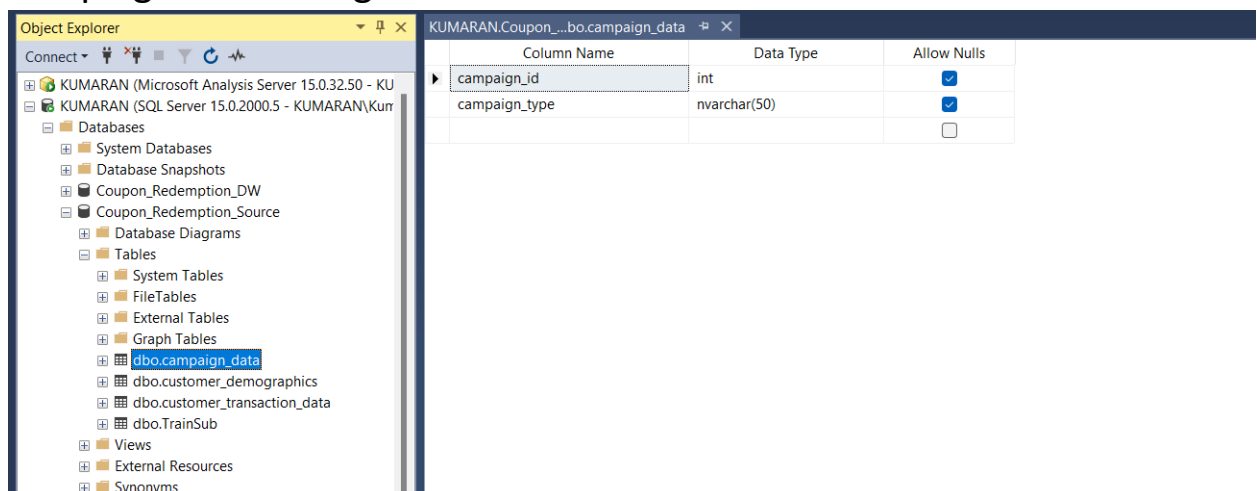 Object Explorer
Connect
KUMARAN (Microsoft Analysis Server 15.0.32.50 - KU
KUMARAN (SQL Server 15.0.2000.5 - KUMARAN\Kum
Databases
System Databases
Database Snapshots
Coupon_Redemption_DW
Coupon_Redemption_Source
Database Diagrams
Tables
System Tables
FileTables
External Tables
Graph Tables
dbo.campaign_data
dbo.customer_demographics
dbo.customer_transaction_data
dbo.TrainSub
Views
External Resources
Synonyms
KUMARAN.Coupon_...bo.campaign_data
Column Name Data Type Allow Nulls
campaign_id int
campaign_type nvarchar(50)